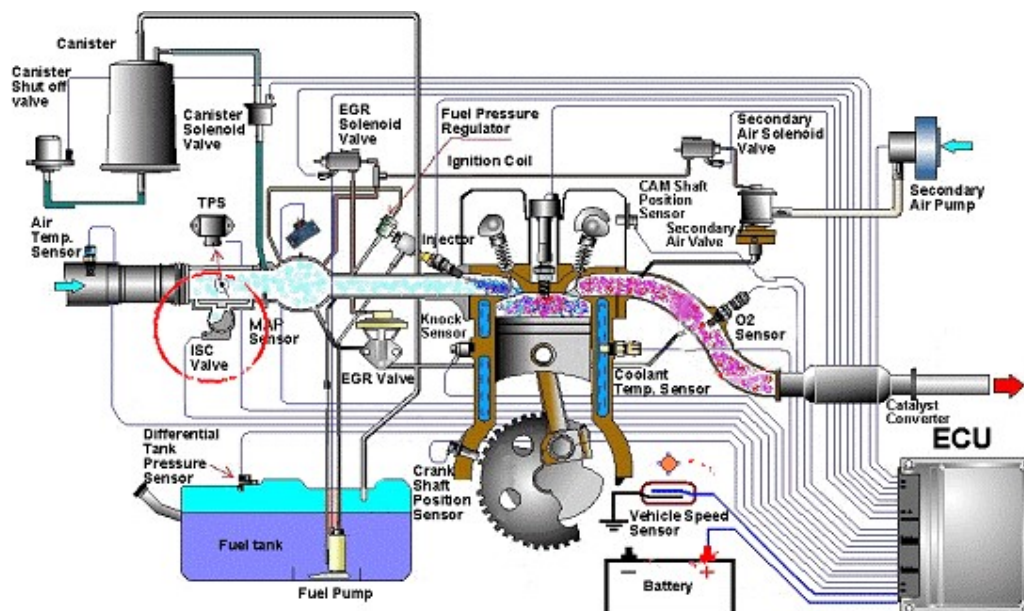 Canister
Canister
Shut off
valve
Canister
Solenoid
Valve
EGR
Solenoid
Valve
Fuel Pressure
Regulator
Ignition Coil
Secondary
Air Solenoid
Valve
Secondary
Air Pump
CAM Shaft
Position
Sensor
Secondary
Air Valve
TPS
Air
Temp.
Sensor
Injector
MAP
Sensor
ISC
Valve
Knock
Sensor
EGR Valve
O2
Sensor
Coolant
Temp. Sensor
Catalyst
Converter
ECU
Differential
Tank
Pressure
Sensor
Crank
Shaft
Position
Sensor
Vehicle Speed
Sensor
Fuel tank
Fuel Pump
- +
Battery